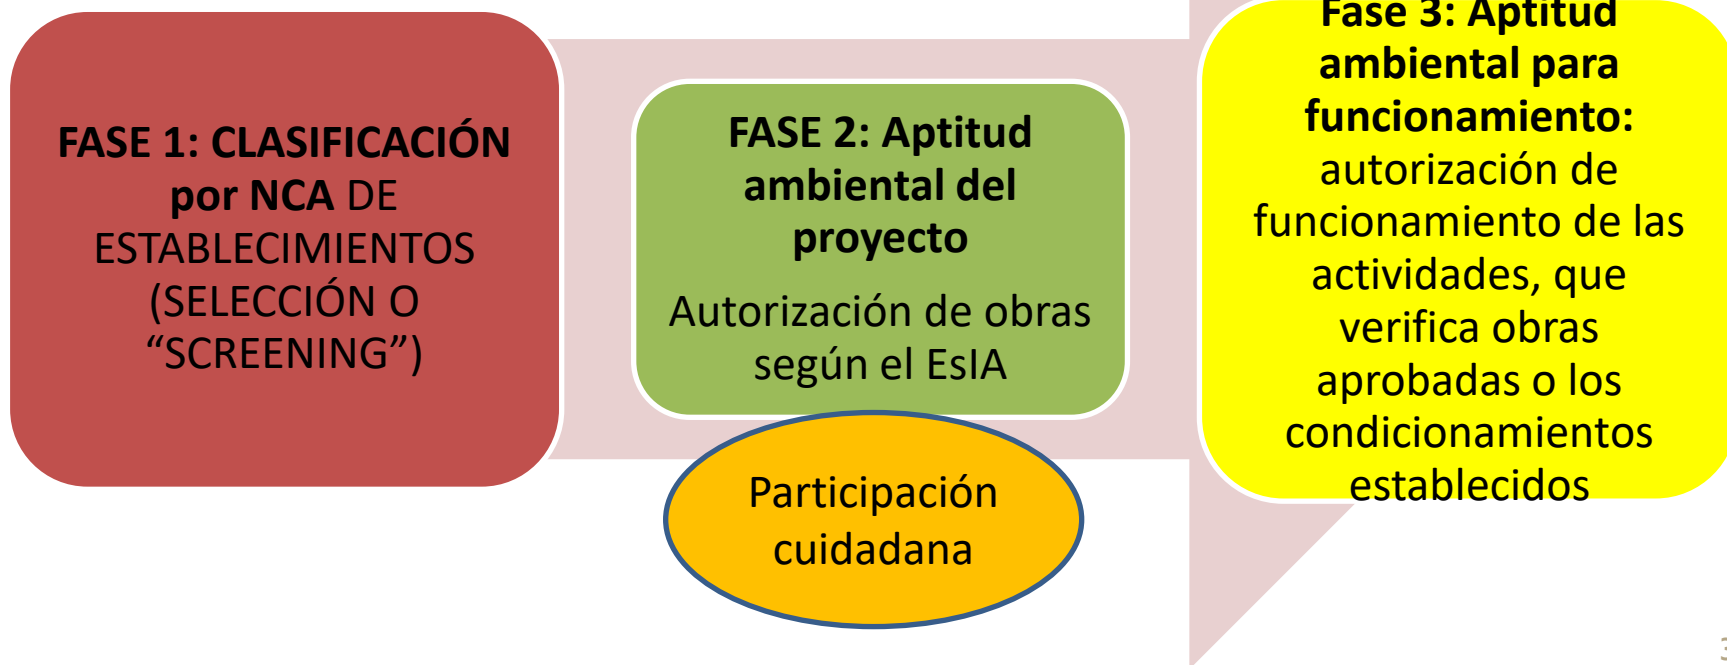 FASE 1: CLASIFICACIÓN
por NCA DE
ESTABLECIMIENTOS
(SELECCIÓN O
“SCREENING”)
FASE 2: Aptitud
ambiental del
proyecto
Autorización de obras
según el EsIA
Participación
cuidadana
Fase 3: Aptitud
ambiental para
funcionamiento:
autorización de
funcionamiento de las
actividades, que
verifica obras
aprobadas o los
condicionamientos
establecidos